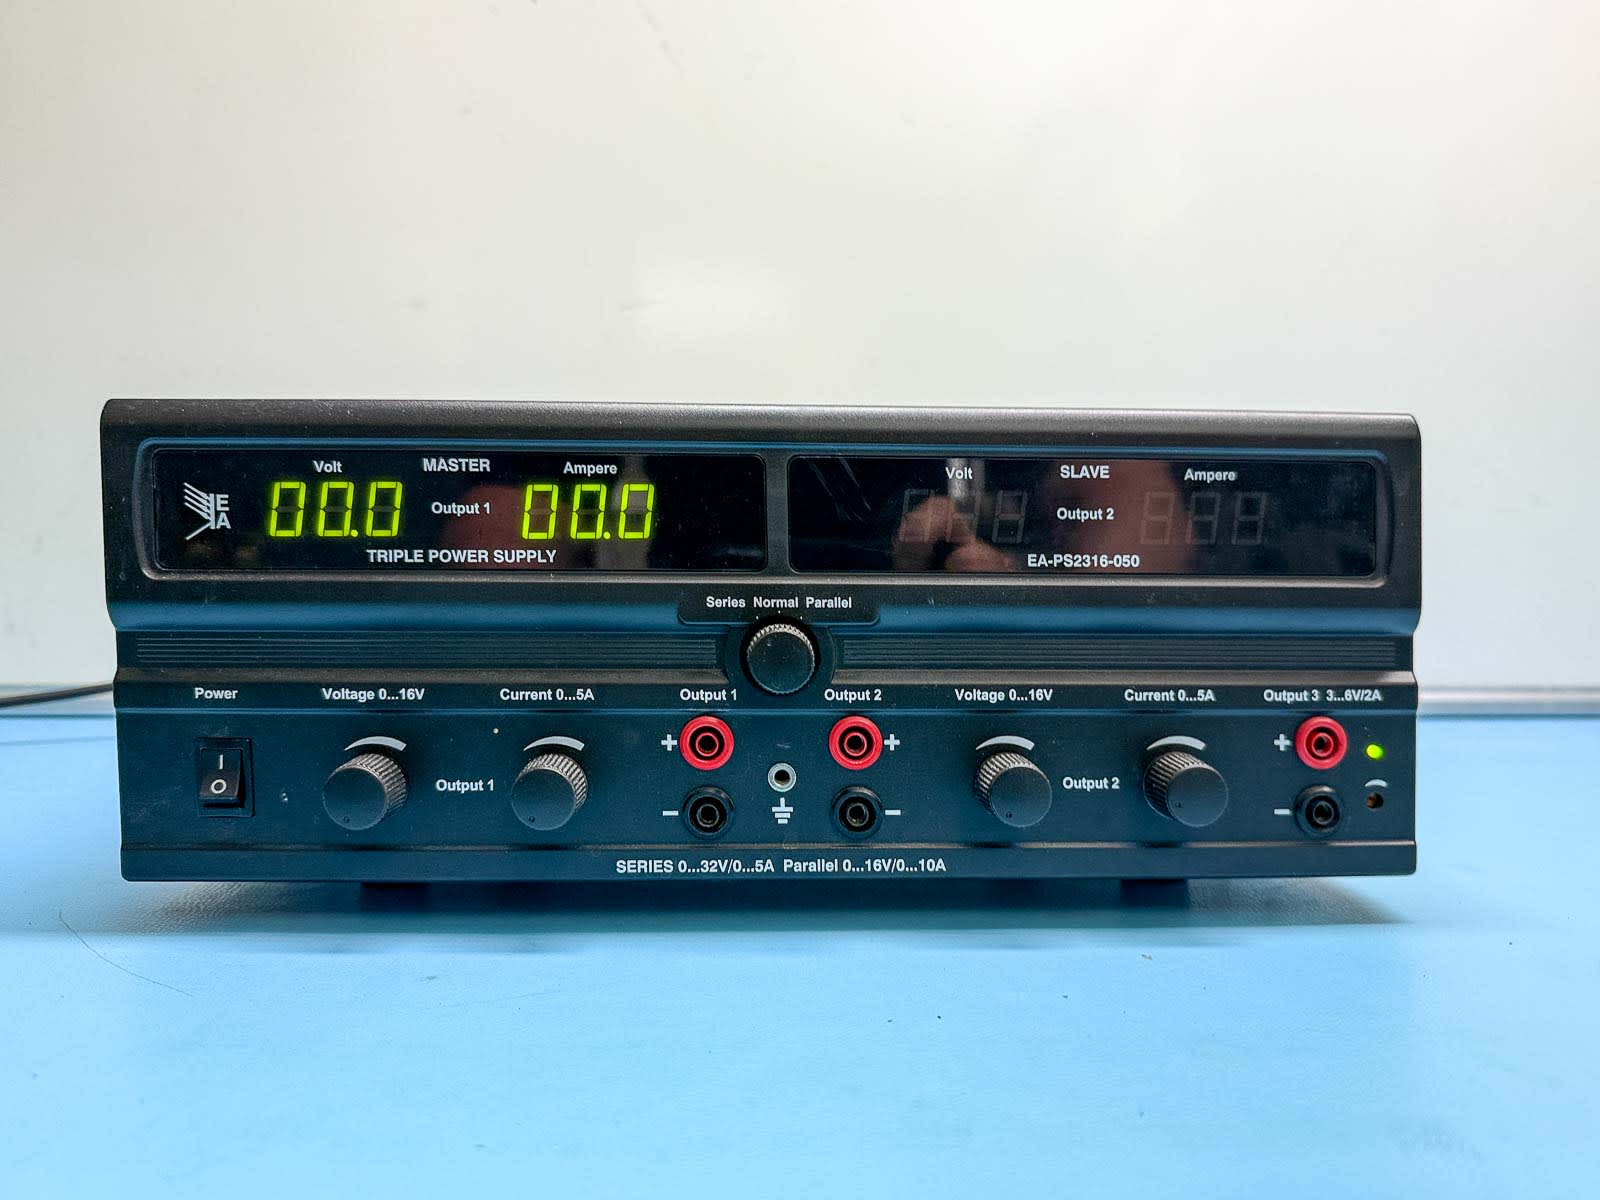 Volt MASTER Ampere
EA
00.0 Output 1 00.0
TRIPLE POWER SUPPLY
Volt SLAVE Ampere
Output 2
EA-PS2316-050
Series Normal Parallel
Power Voltage 0...16V Current 0...5A Output 1 Output 2 Voltage 0...16V Current 0...5A Output 3 3...6V/2A
+ + +
I
O
Output 1
Output 2
- - -
SERIES 0...32V/0...5A Parallel 0...16V/0...10A